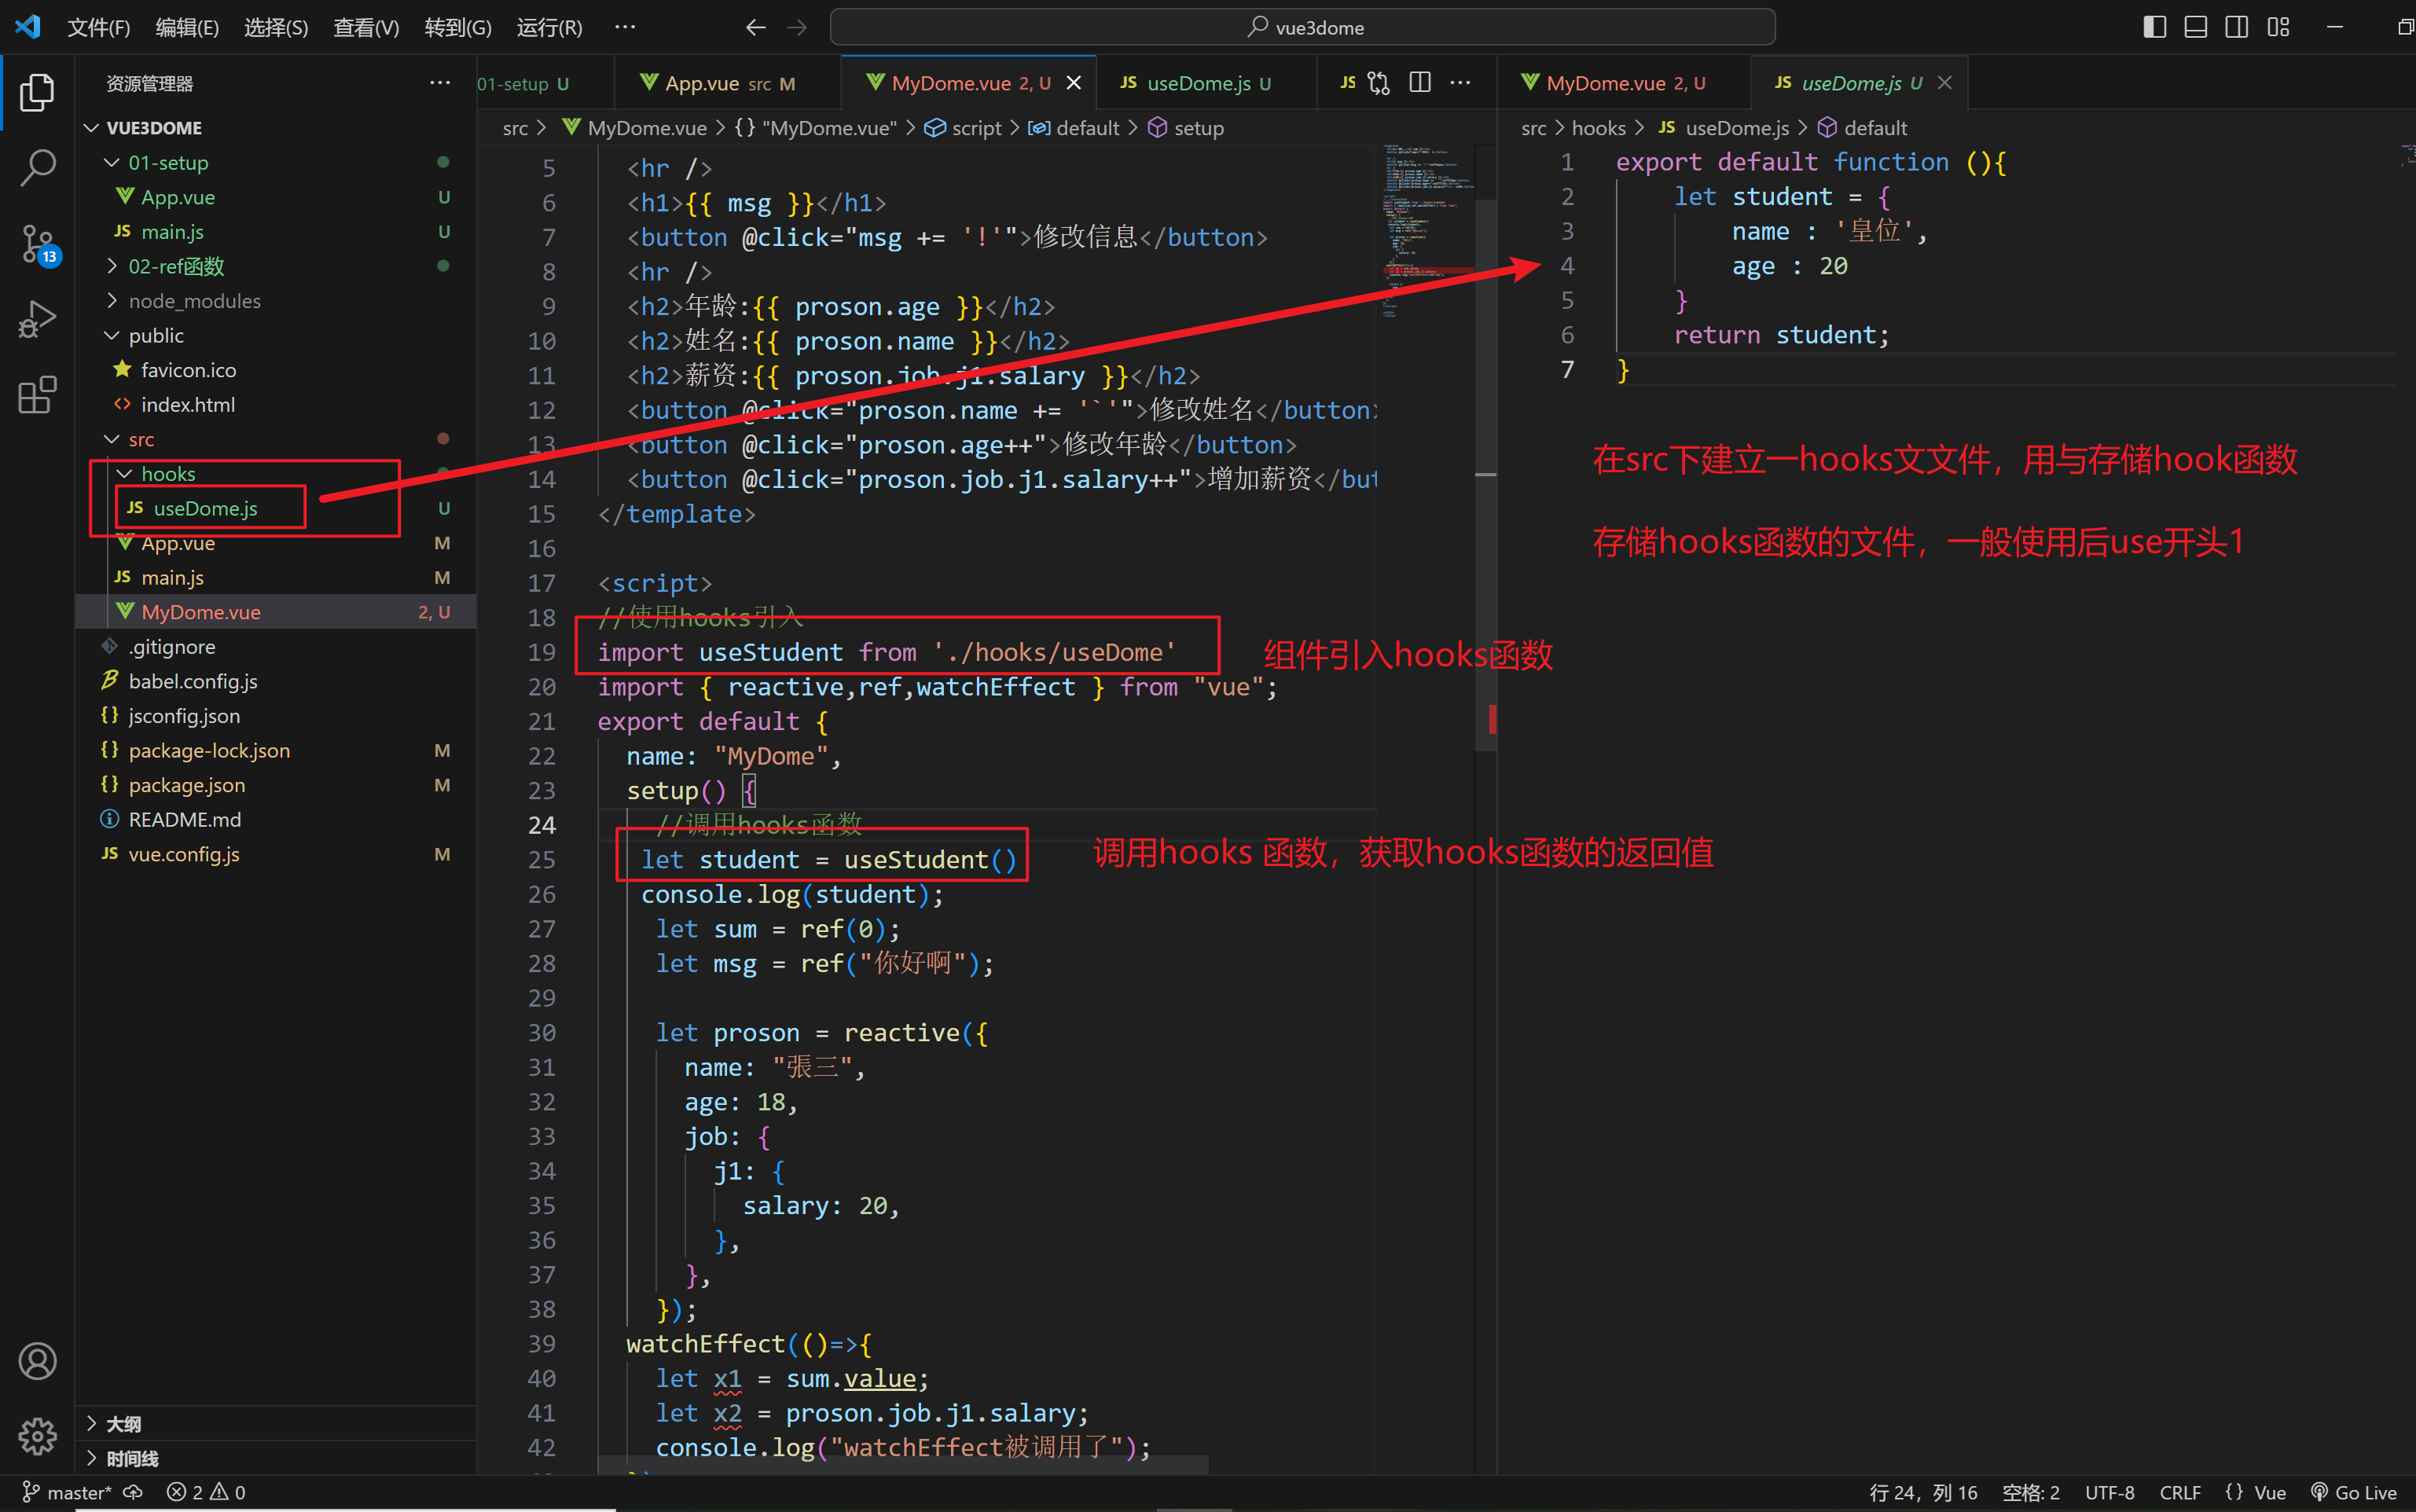 文件(F) 编辑(E) 选择(S) 查看(V) 转到(G) 运行(R) ··· vue3dome
资源管理器 ···
VUE3DOME
01-setup
App.vue U
main.js U
02-ref函数
node_modules
public
favicon.ico
index.html
src
hooks
useDome.js U
App.vue M
main.js M
MyDome.vue 2, U
.gitignore
babel.config.js
jsconfig.json
package-lock.json M
package.json M
README.md
vue.config.js M
大纲
时间线
13
01-setup U App.vue src M MyDome.vue 2, U useDome.js U JS ···
src > MyDome.vue > {} "MyDome.vue" > script > default > setup
5 <hr />
6 <h1>{{ msg }}</h1>
7 <button @click="msg += '!'">修改信息</button>
8 <hr />
9 <h2>年龄:{{ proson.age }}</h2>
10 <h2>姓名:{{ proson.name }}</h2>
11 <h2>薪资:{{ proson.job.j1.salary }}</h2>
12 <button @click="proson.name += '`'">修改姓名</button>
13 <button @click="proson.age++">修改年龄</button>
14 <button @click="proson.job.j1.salary++">增加薪资</but
15 </template>
16
17 <script>
18 //使用hooks引入
19 import useStudent from './hooks/useDome'
20 import { reactive,ref,watchEffect } from "vue";
21 export default {
22 name: "MyDome",
23 setup() {
24 //调用hooks函数
25 let student = useStudent()
26 console.log(student);
27 let sum = ref(0);
28 let msg = ref("你好啊");
29
30 let proson = reactive({
31 name: "張三",
32 age: 18,
33 job: {
34 j1: {
35 salary: 20,
36 },
37 },
38 });
39 watchEffect(()=>{
40 let x1 = sum.value;
41 let x2 = proson.job.j1.salary;
42 console.log("watchEffect被调用了");
组件引入hooks函数
调用hooks 函数，获取hooks函数的返回值
MyDome.vue 2, U useDome.js U
src > hooks > JS useDome.js > default
1 export default function (){
2 let student = {
3 name : '皇位',
4 age : 20
5 }
6 return student;
7 }
在src下建立一hooks文文件，用与存储hook函数
存储hooks函数的文件，一般使用后use开头1
master* 2 0 行 24，列 16 空格: 2 UTF-8 CRLF {} Vue Go Live